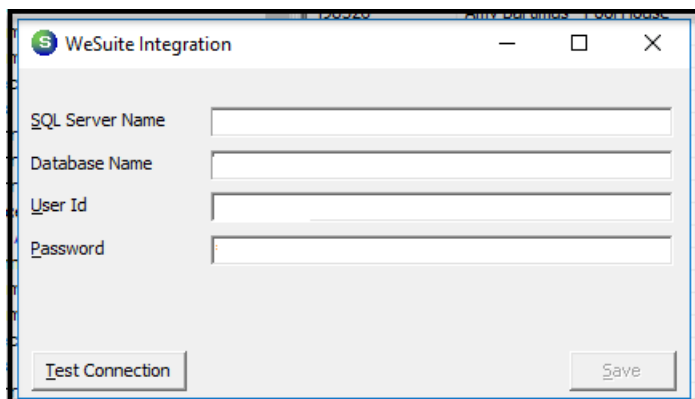 WeSuite Integration
SQL Server Name
Database Name
User Id
Password
Test Connection
Save